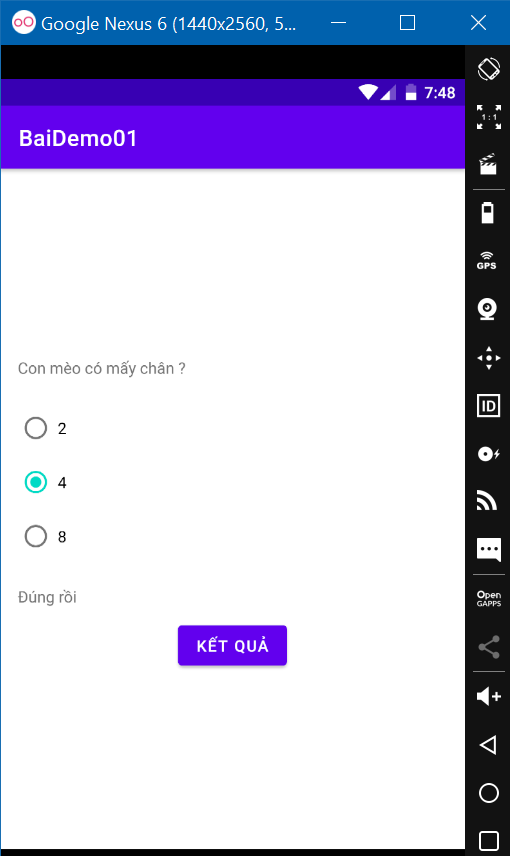 Google Nexus 6 (1440x2560, 5...
7:48
BaiDemo01
1:1
GPS
Con mèo có mấy chân ?
2
ID
4
8
Open
GAPPS
Đúng rồi
KẾT QUẢ